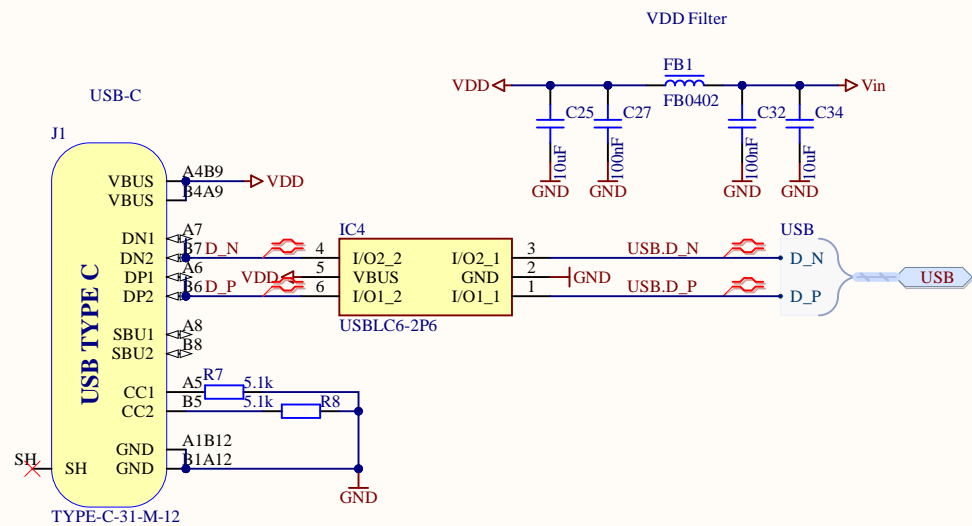 VDD Filter
FB1
VDD
Vin
FB0402
C25
C27
C32
C34
10uF
100nF
100nF
10uF
GND
GND
GND
GND
USB-C
J1
USB TYPE C
VBUS
A4B9
VDD
VBUS
B4A9
DN1
A7
DN2
B7
D_N
DP1
A6
DP2
B6
D_P
SBU1
A8
SBU2
B8
CC1
A5
R7
5.1k
CC2
B5
5.1k
R8
GND
A1B12
GND
B1A12
SH
SH
GND
TYPE-C-31-M-12
IC4
4
I/O2_2
I/O2_1
3
USB.D_N
VDD
5
VBUS
GND
2
GND
6
I/O1_2
I/O1_1
1
USB.D_P
USBLC6-2P6
USB
D_N
D_P
USB